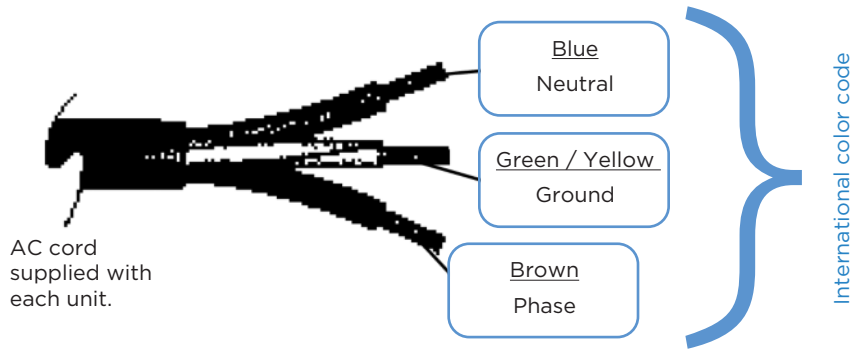 Blue
Neutral
Green / Yellow
Ground
Brown
Phase
AC cord
supplied with
each unit.
International color code